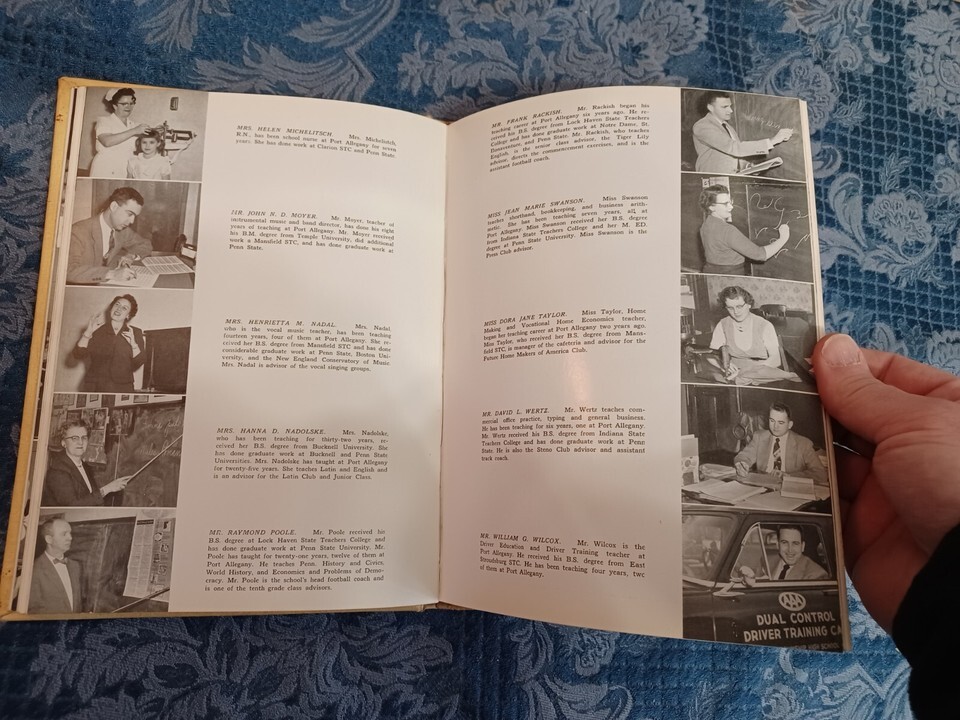 MRS. HELEN MICHELITSCH. Mrs. Michelitsch,
R.N., has been school nurse at Port Allegany for seven
years. She has done work at Clarion STC and Penn State.
MR. JOHN N. D. MOYER. Mr. Moyer, teacher of
instrumental music and band director, has done his eight
years of teaching at Port Allegany. Mr. Moyer received
his B.M. degree from Temple University, did additional
work a Mansfield STC, and has done graduate work at
Penn State.
MRS. HENRIETTA M. NADAL. Mrs. Nadal,
who is the vocal music teacher, has been teaching
fourteen years, four of them at Port Allegany. She re-
ceived her B.S. degree from Mansfield STC and has done
considerable graduate work at Penn State, Boston Uni-
versity, and the New England Conservatory of Music
Mrs. Nadal is advisor of the vocal singing groups.
MRS. HANNA D. NADOLSKE. Mrs. Nadolske,
who has been teaching for thirty-two years, re-
ceived her B.S. degree from Bucknell University. She
has done graduate work at Bucknell and Penn State
Universities. Mrs. Nadolske has taught at Port Allegany
for twenty-five years. She teaches Latin and English and
is an advisor for the Latin Club and Junior Class.
MR. RAYMOND POOLE. Mr. Poole received his
B.S. degree at Lock Haven State Teachers College and
has done graduate work at Penn State University. Mr.
Poole has taught for twenty-one years, twelve of them at
Port Allegany. He teaches Penn. History and Civics,
World History, and Economics and Problems of Demo-
cracy. Mr. Poole is the school's head football coach and
is one of the tenth grade class advisors.
MR. FRANK RACKISH. Mr. Rackish began his
teaching career at Port Allegany six years ago. He re-
ceived his B.S. degree from Lock Haven State Teachers
College and has done graduate work at Notre Dame, St.
Bonaventure, and Penn State. Mr. Rackish, who teaches
English, is the senior class advisor, the Tiger Lily
advisor, directs the commencement exercises, and is the
assistant football coach.
MISS JEAN MARIE SWANSON. Miss Swanson
teacher shorthand, bookkeeping, and business arith-
metic. She has been teaching seven years, all at
Port Allegany. Miss Swanson received her B.S. degree
from Indiana State Teachers College and her M. ED.
degree at Penn State University. Miss Swanson is the
Penn Club advisor.
MISS DORA JANE TAYLOR. Miss Taylor, Home
Making and Vocational Home Economics teacher,
began her teaching career at Port Allegany two years ago.
Miss Taylor, who received her B.S. degree from Mans-
field STC, is manager of the cafeteria and advisor for the
Future Home Makers of America Club.
MR. DAVID L. WERTZ. Mr. Wertz teaches com-
mercial office practice, typing and general business.
He has been teaching for six years, one at Port Allegany.
Mr. Wertz received his B.S. degree from Indiana State
Teachers College and has done graduate work at Penn
State. He is also the Steno Club advisor and assistant
track coach.
MR. WILLIAM G. WILCOX. Mr. Wilcox is the
Driver Education and Driver Training teacher at
Port Allegany. He received his B.S. degree from East
Stroudsburg STC. He has been teaching four years, two
of them at Port Allegany.
AAA
DUAL CONTROL
DRIVER TRAINING CA